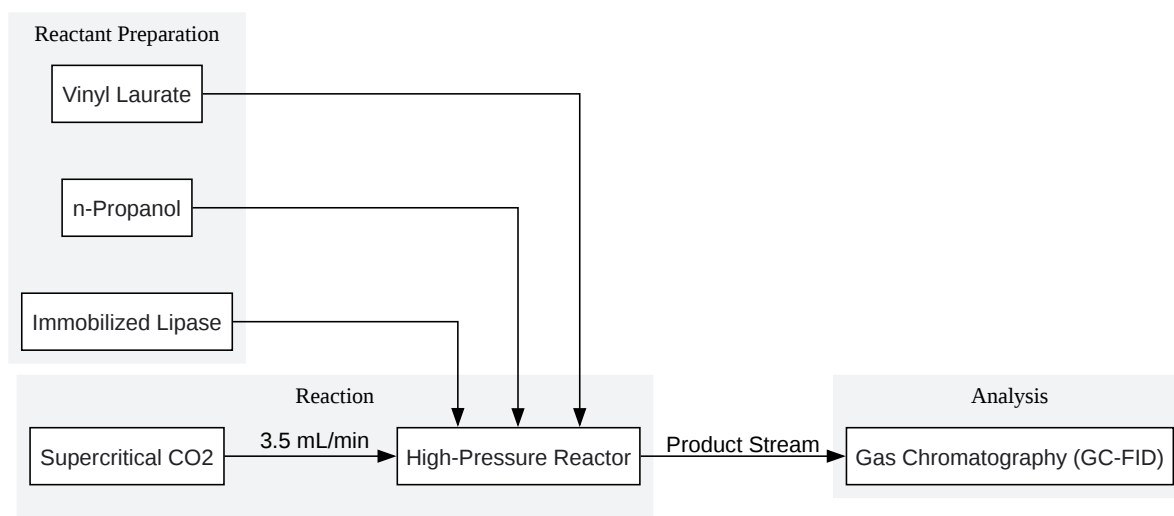 Reactant Preparation
Vinyl Laurate
n-Propanol
Immobilized Lipase
Reaction
Supercritical CO2
3.5 mL/min
High-Pressure Reactor
Product Stream
Analysis
Gas Chromatography (GC-FID)